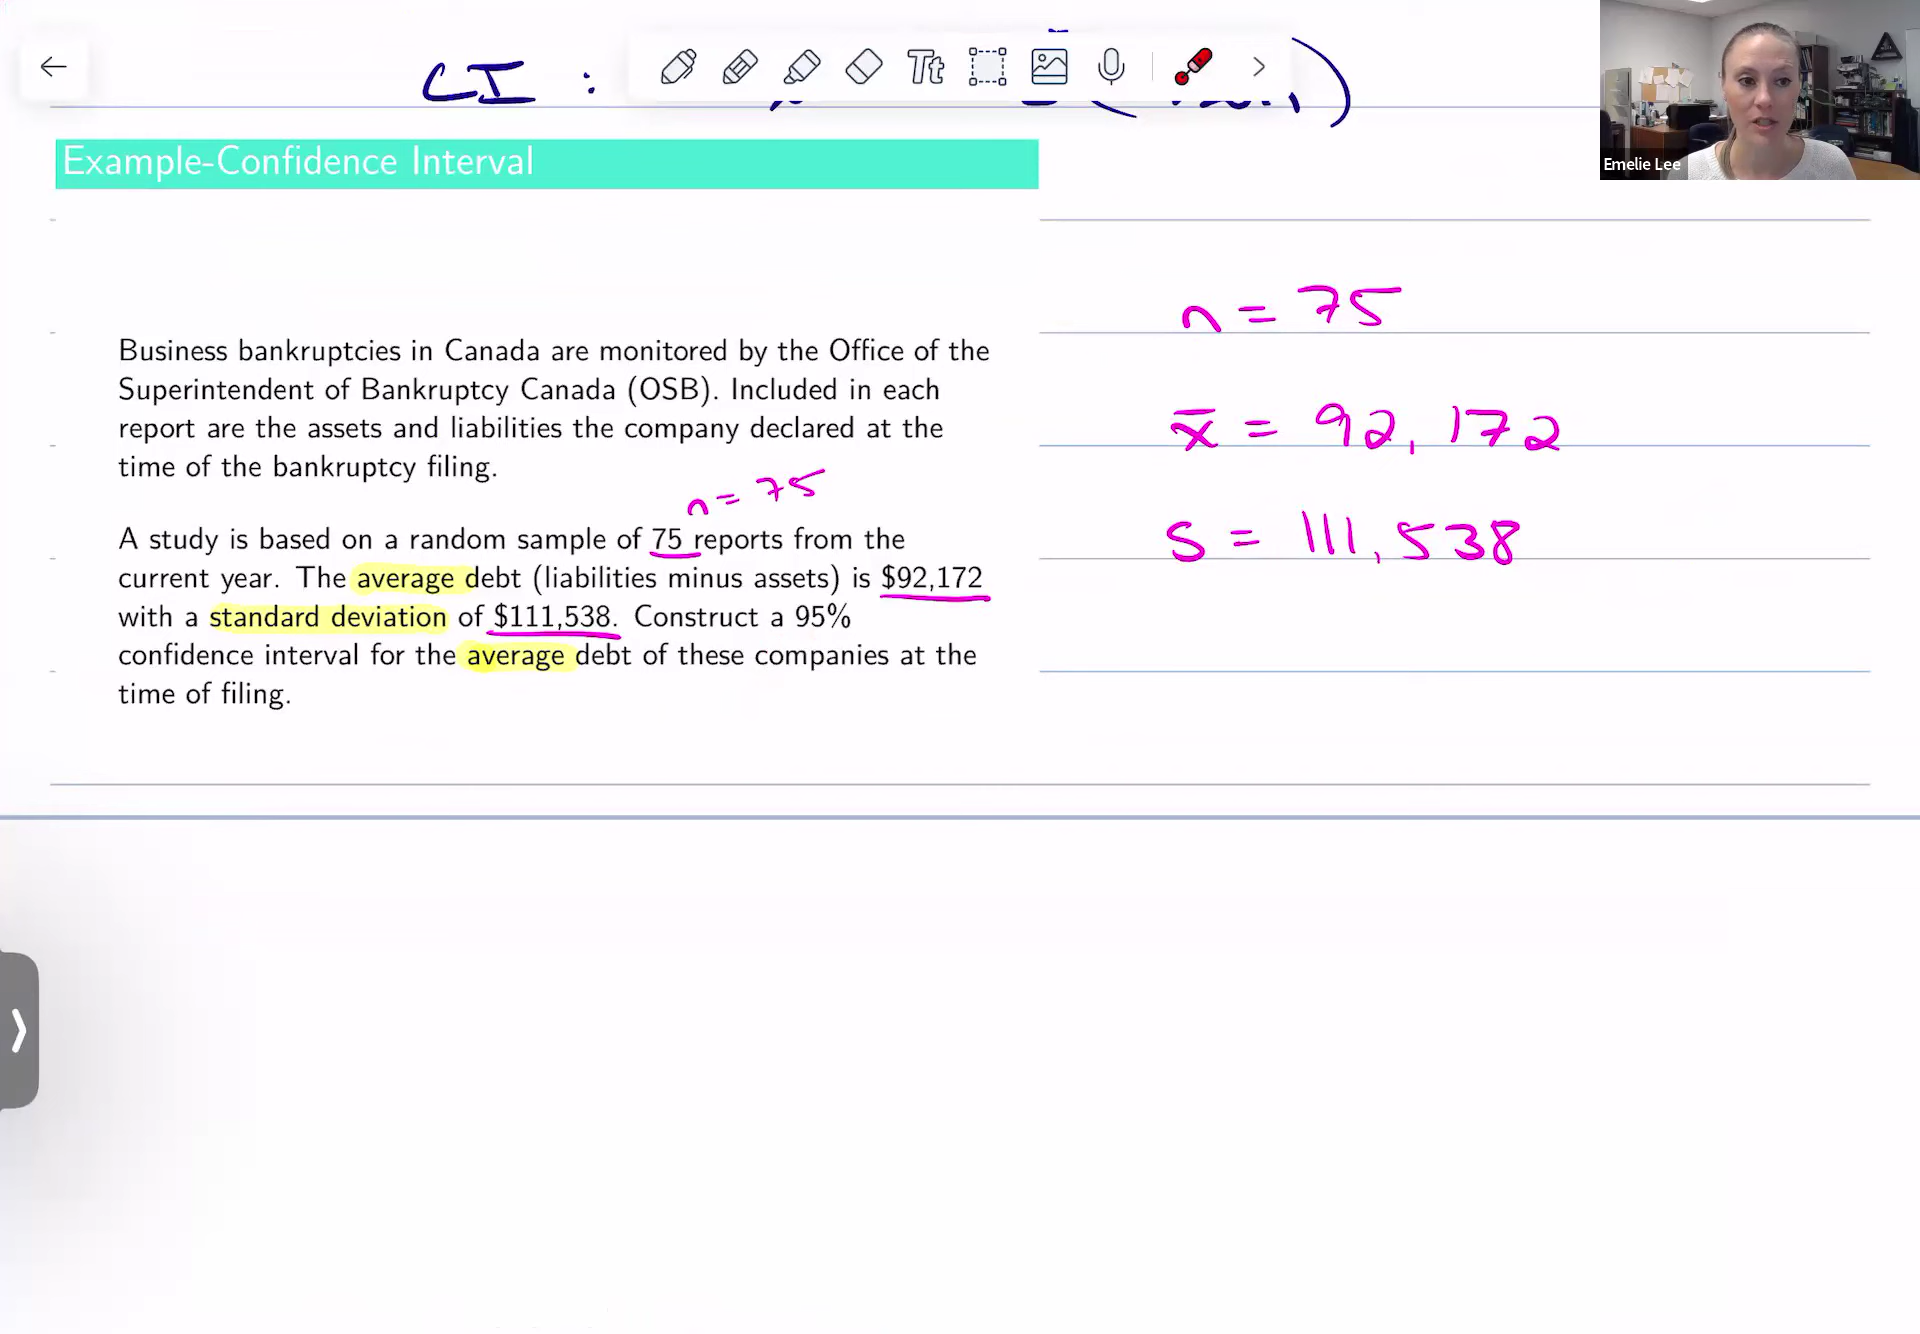 CI :
Tt
Example-Confidence Interval
Emelie Lee
Business bankruptcies in Canada are monitored by the Office of the
Superintendent of Bankruptcy Canada (OSB). Included in each
report are the assets and liabilities the company declared at the
time of the bankruptcy filing.
n = 75
A study is based on a random sample of 75 reports from the
current year. The average debt (liabilities minus assets) is $92,172
with a standard deviation of $111,538. Construct a 95%
confidence interval for the average debt of these companies at the
time of filing.
n = 75
x̄ = 92,172
s = 111,538